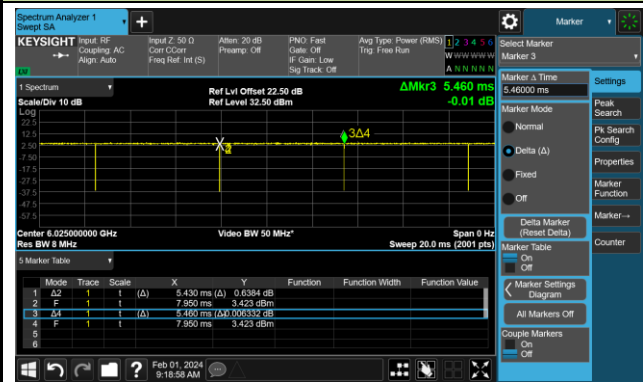 Spectrum Analyzer 1
Swept SA
+
Marker
KEYSIGHT Input: RF Input Z: 50 Ω Atten: 20 dB PNO: Fast Avg Type: Power (RMS) 1 2 3 4 5 6
Coupling: AC Corr CCorr Preamp: Off Gate: Off Trig: Free Run
Align: Auto Freq Ref: Int (S) IF Gain: Low W W W W W W
Sig Track: Off A N N N N N
LXI
Select Marker
Marker 3
1 Spectrum
Scale/Div 10 dB
Ref Lvl Offset 22.50 dB
Ref Level 32.50 dBm
ΔMkr3 5.460 ms
-0.01 dB
Log
22.5
12.5
2.50
-7.50
-17.5
-27.5
-37.5
-47.5
-57.5
3Δ4
Center 6.025000000 GHz Video BW 50 MHz* Span 0 Hz
Res BW 8 MHz Sweep 20.0 ms (2001 pts)
5 Marker Table
Mode Trace Scale X Y Function Function Width Function Value
1 Δ2 1 t (Δ) 5.430 ms (Δ) 0.6384 dB
2 F 1 t 7.950 ms 3.423 dBm
3 Δ4 1 t (Δ) 5.460 ms (Δ) 0.006332 dB
4 F 1 t 7.950 ms 3.423 dBm
5
6
Marker Δ Time
5.46000 ms
Marker Mode
Normal
Delta (Δ)
Fixed
Off
Delta Marker
(Reset Delta)
Marker Table
On
Off
Marker Settings
Diagram
All Markers Off
Couple Markers
On
Off
Settings
Peak
Search
Pk Search
Config
Properties
Marker
Function
Marker→
Counter
?
Feb 01, 2024
9:18:58 AM